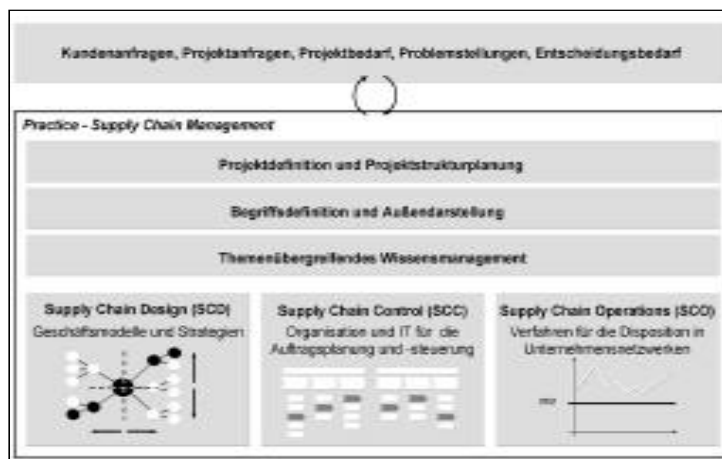 Kundenanfragen, Projektanfragen, Projektbedarf, Problemstellungen, Entscheidungsbedarf
Practice - Supply Chain Management
Projektdefinition und Projektstrukturplanung
Begriffsdefinition und Außendarstellung
Themenübergreifendes Wissensmanagement
Supply Chain Design (SCD)
Geschäftsmodelle und Strategien
Supply Chain Control (SCC)
Organisation und IT für die
Auftragsplanung und -steuerung
Supply Chain Operations (SCO)
Verfahren für die Disposition in
Unternehmensnetzwerken